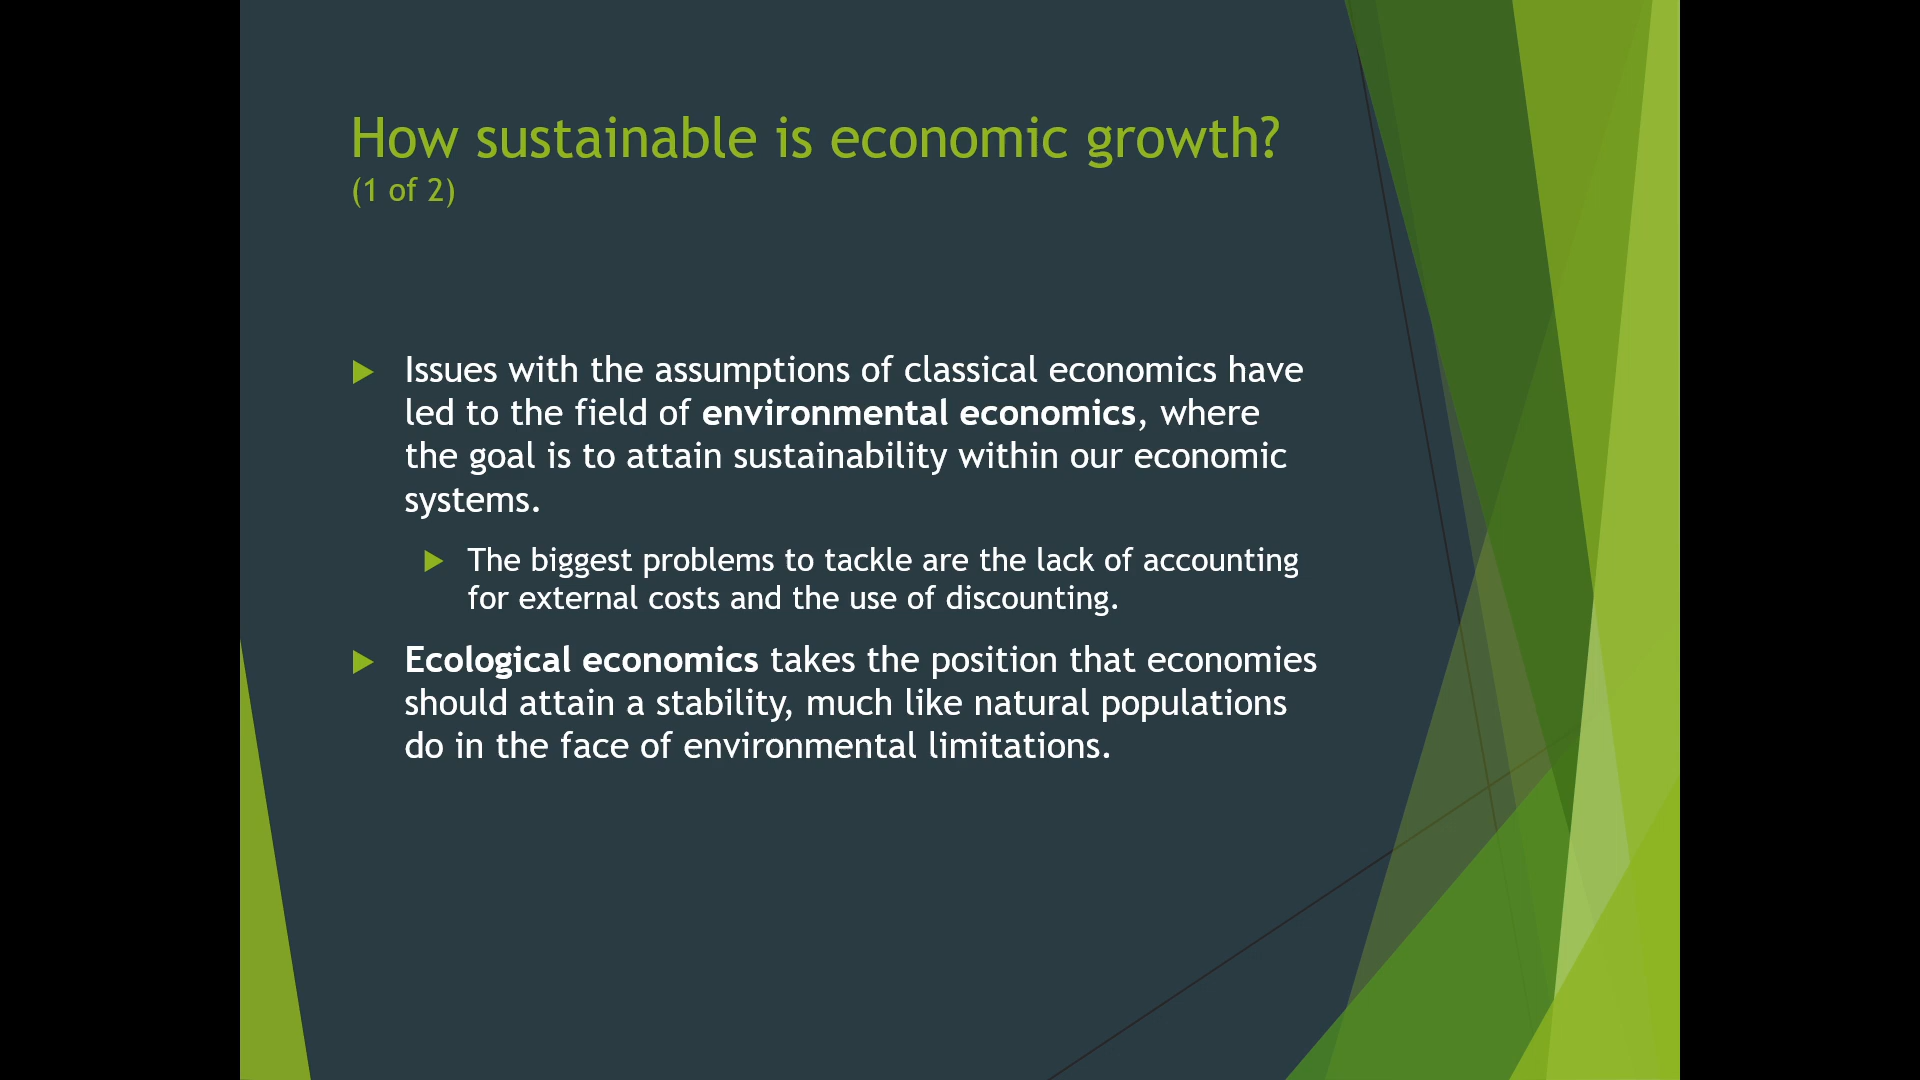 How sustainable is economic growth?
(1 of 2)
Issues with the assumptions of classical economics have
led to the field of environmental economics, where
the goal is to attain sustainability within our economic
systems.
The biggest problems to tackle are the lack of accounting
for external costs and the use of discounting.
Ecological economics takes the position that economies
should attain a stability, much like natural populations
do in the face of environmental limitations.